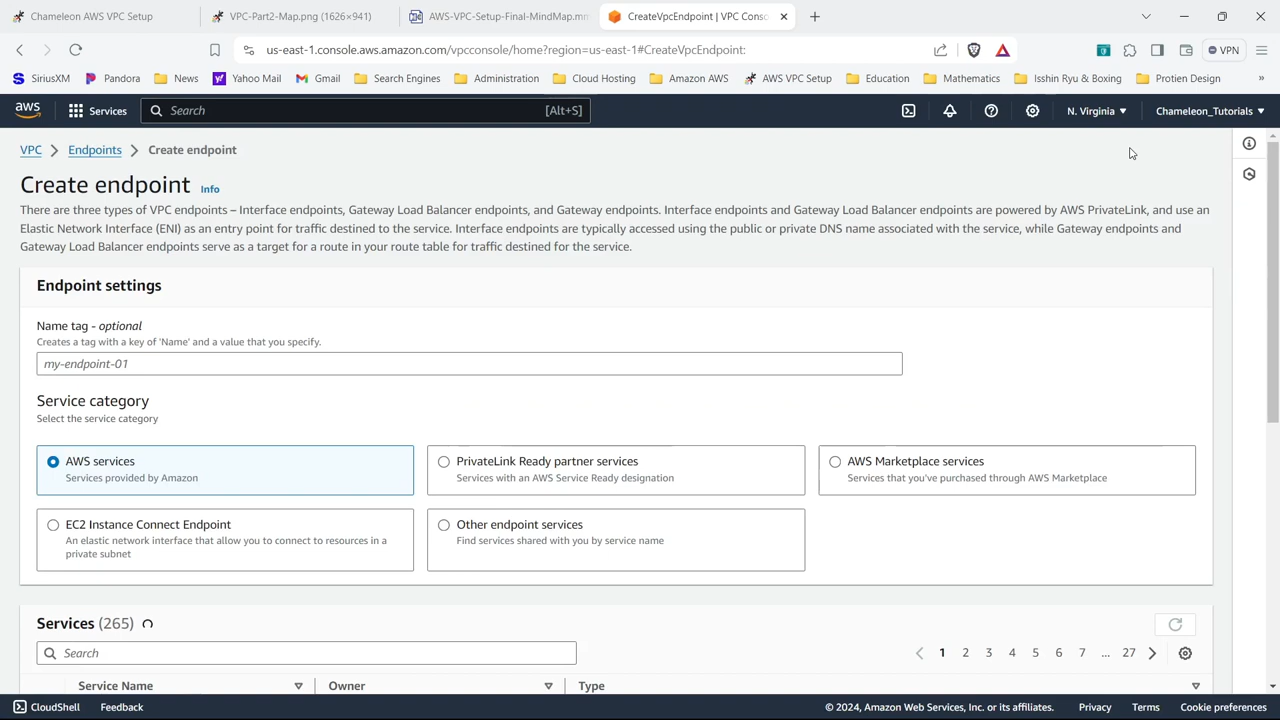 Chameleon AWS VPC Setup
VPC-Part2-Map.png (1626×941)
AWS-VPC-Setup-Final-MindMap.mm
CreateVpcEndpoint | VPC Conso
us-east-1.console.aws.amazon.com/vpcconsole/home?region=us-east-1#CreateVpcEndpoint:
VPN
SiriusXM
Pandora
News
Yahoo Mail
Gmail
Search Engines
Administration
Cloud Hosting
Amazon AWS
AWS VPC Setup
Education
Mathematics
Isshin Ryu & Boxing
Protien Design
»
aws
Services
Search
[Alt+S]
N. Virginia
Chameleon_Tutorials
VPC
Endpoints
Create endpoint
Create endpoint Info
There are three types of VPC endpoints – Interface endpoints, Gateway Load Balancer endpoints, and Gateway endpoints. Interface endpoints and Gateway Load Balancer endpoints are powered by AWS PrivateLink, and use an
Elastic Network Interface (ENI) as an entry point for traffic destined to the service. Interface endpoints are typically accessed using the public or private DNS name associated with the service, while Gateway endpoints and
Gateway Load Balancer endpoints serve as a target for a route in your route table for traffic destined for the service.
Endpoint settings
Name tag - optional
Creates a tag with a key of 'Name' and a value that you specify.
my-endpoint-01
Service category
Select the service category
AWS services
Services provided by Amazon
PrivateLink Ready partner services
Services with an AWS Service Ready designation
AWS Marketplace services
Services that you've purchased through AWS Marketplace
EC2 Instance Connect Endpoint
An elastic network interface that allow you to connect to resources in a
private subnet
Other endpoint services
Find services shared with you by service name
Services (265)
Search
1 2 3 4 5 6 7 ... 27
Service Name
Owner
Type
CloudShell
Feedback
© 2024, Amazon Web Services, Inc. or its affiliates.
Privacy
Terms
Cookie preferences